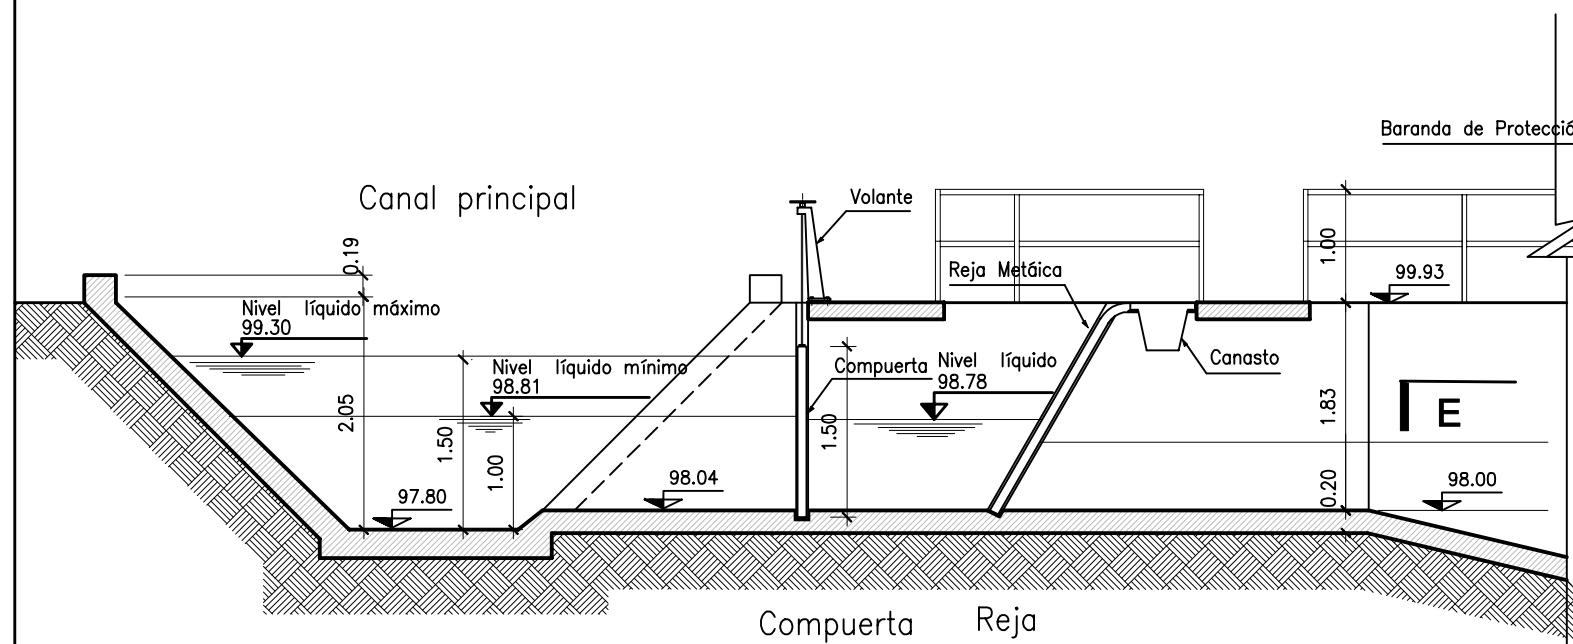 Baranda de Protecció
Canal principal
Volante
0.19
1.00
Reja Metáica
99.93
Nivel líquido máximo
99.30
Nivel líquido mínimo
98.81
Compuerta
Nivel líquido
98.78
Canasto
2.05
1.50
1.00
1.50
1.83
E
97.80
98.04
0.20
98.00
Compuerta
Reja